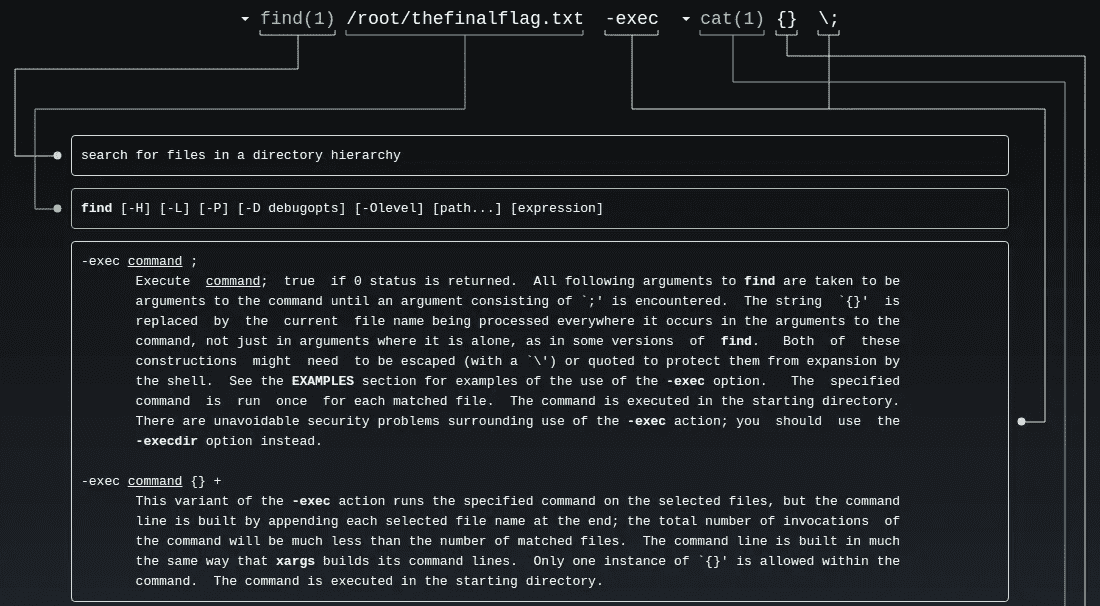 find(1) /root/thefinalflag.txt -exec cat(1) {} \;
search for files in a directory hierarchy
find [-H] [-L] [-P] [-D debugopts] [-Olevel] [path...] [expression]
-exec command ;
Execute command; true if 0 status is returned. All following arguments to find are taken to be
arguments to the command until an argument consisting of `;' is encountered. The string `{}' is
replaced by the current file name being processed everywhere it occurs in the arguments to the
command, not just in arguments where it is alone, as in some versions of find. Both of these
constructions might need to be escaped (with a `\') or quoted to protect them from expansion by
the shell. See the EXAMPLES section for examples of the use of the -exec option. The specified
command is run once for each matched file. The command is executed in the starting directory.
There are unavoidable security problems surrounding use of the -exec action; you should use the
-execdir option instead.
-exec command {} +
This variant of the -exec action runs the specified command on the selected files, but the command
line is built by appending each selected file name at the end; the total number of invocations of
the command will be much less than the number of matched files. The command line is built in much
the same way that xargs builds its command lines. Only one instance of `{}' is allowed within the
command. The command is executed in the starting directory.